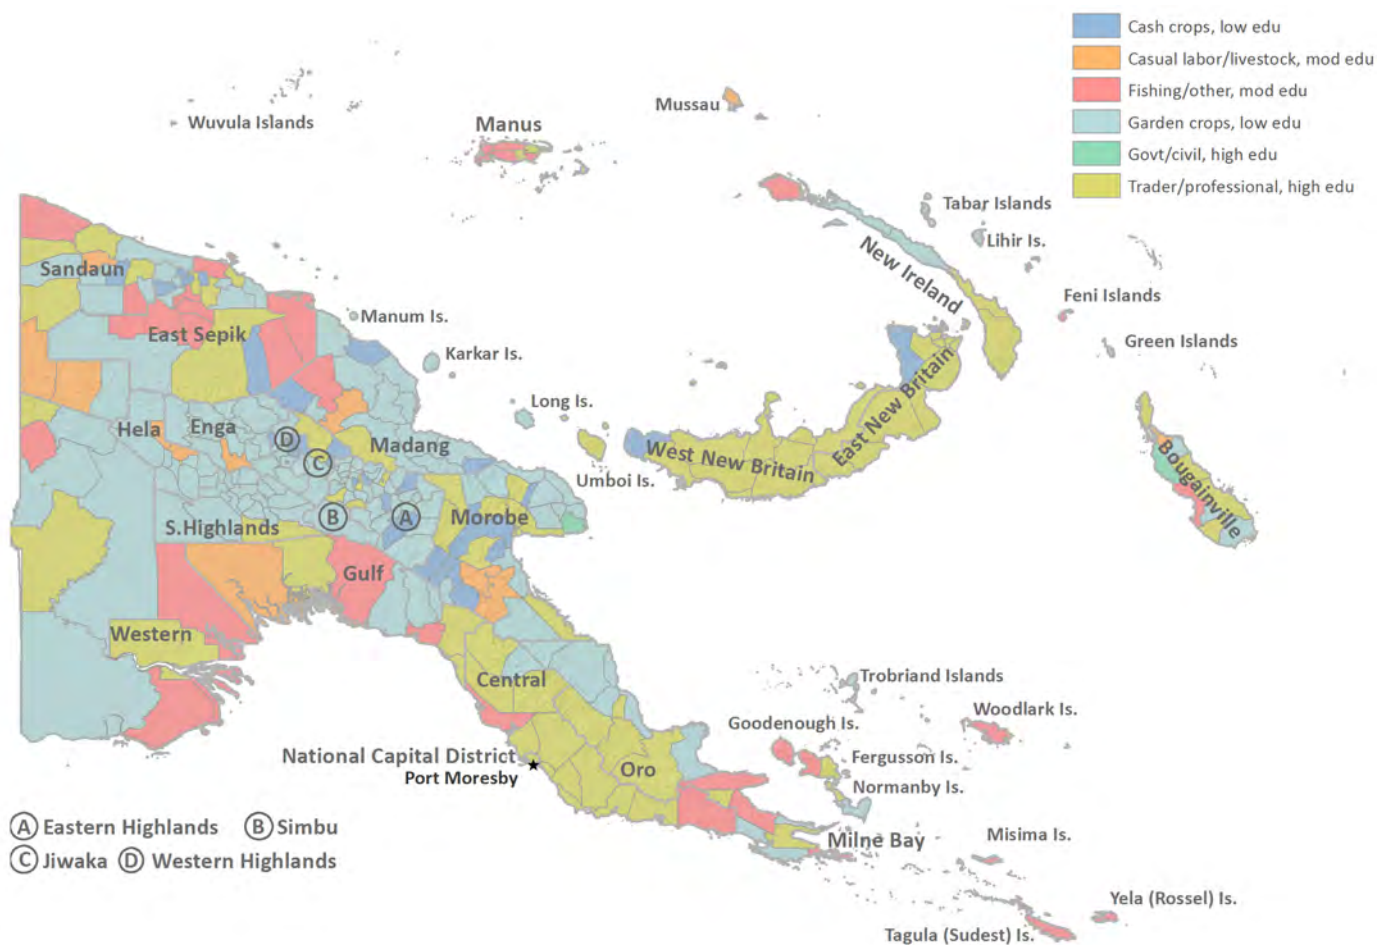 Cash crops, low edu
Casual labor/livestock, mod edu
Fishing/other, mod edu
Garden crops, low edu
Govt/civil, high edu
Trader/professional, high edu
Mussau
Wuvula Islands
Manus
Tabar Islands
Lihir Is.
New Ireland
Sandaun
Feni Islands
Manum Is.
East Sepik
Green Islands
Karkar Is.
Long Is.
Hela
Enga
D
Madang
C
West New Britain
East New Britain
Umboi Is.
Bougainville
S.Highlands
B
A
Morobe
Gulf
Western
Central
Trobriand Islands
Woodlark Is.
Goodenough Is.
National Capital District
Port Moresby
Oro
Fergusson Is.
Normanby Is.
A Eastern Highlands B Simbu
C Jiwaka D Western Highlands
Milne Bay
Misima Is.
Yela (Rossel) Is.
Tagula (Sudest) Is.